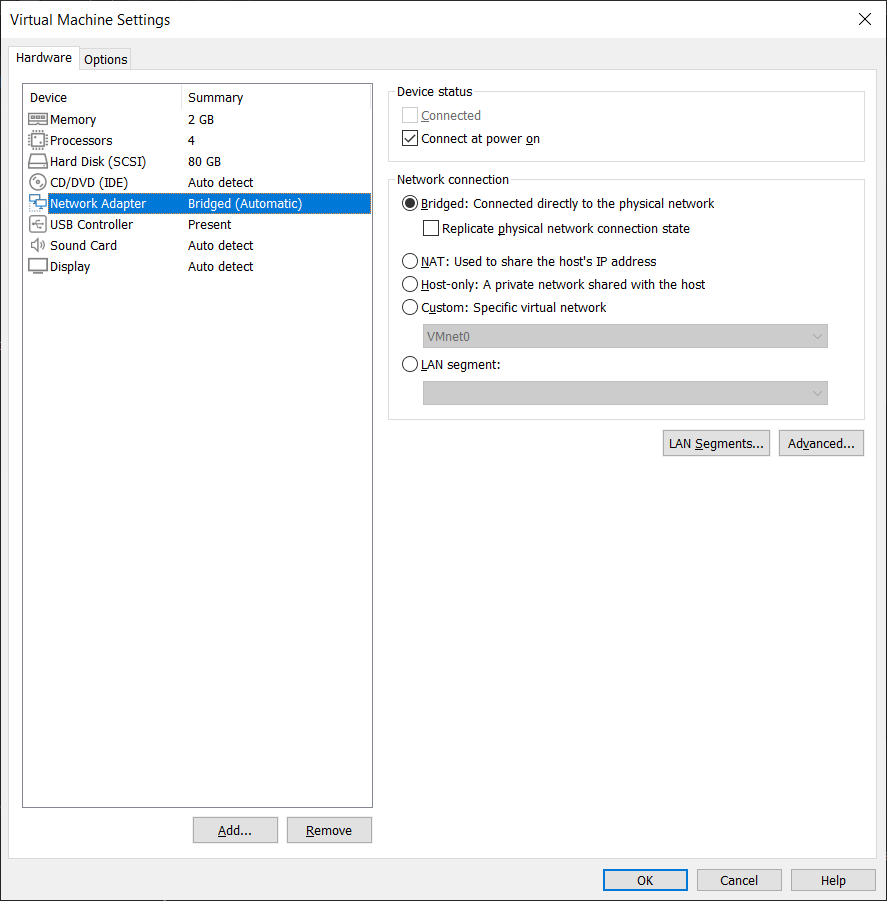 Virtual Machine Settings
Hardware
Options
Device Summary
Memory 2 GB
Processors 4
Hard Disk (SCSI) 80 GB
CD/DVD (IDE) Auto detect
Network Adapter Bridged (Automatic)
USB Controller Present
Sound Card Auto detect
Display Auto detect
Add...
Remove
Device status
Connected
Connect at power on
Network connection
Bridged: Connected directly to the physical network
Replicate physical network connection state
NAT: Used to share the host's IP address
Host-only: A private network shared with the host
Custom: Specific virtual network
VMnet0
LAN segment:
LAN Segments...
Advanced...
OK
Cancel
Help